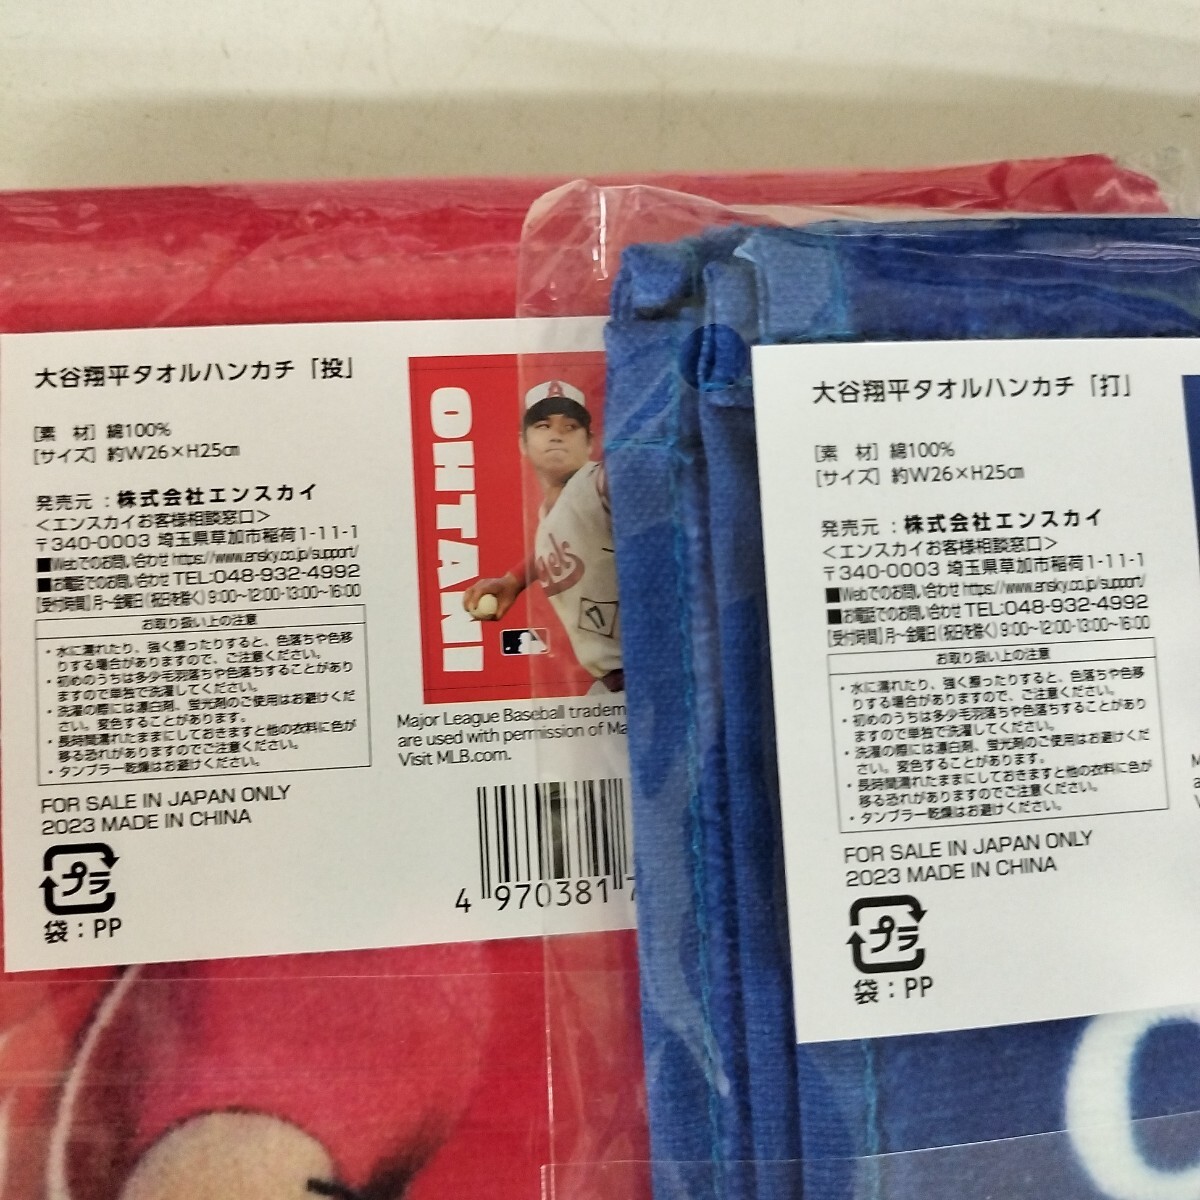 大谷翔平タオルハンカチ「投」
[素　材] 綿100%
[サイズ] 約W26×H25㎝
発売元：株式会社エンスカイ
＜エンスカイお客様相談窓口＞
〒340-0003 埼玉県草加市稲荷1-11-1
■Webでのお問い合わせ https://www.ensky.co.jp/support/
■お電話でのお問い合わせ TEL:048-932-4992
[受付時間] 月～金曜日(祝日を除く) 9:00～12:00・13:00～16:00
お取り扱い上の注意
・水に濡れたり、強く擦ったりすると、色落ちや色移
りする場合がありますので、ご注意ください。
・初めのうちは多少毛羽落ちや色落ちすることがあり
ますので単独で洗濯してください。
・洗濯の際には漂白剤、蛍光剤のご使用はお避けくだ
さい。変色することがあります。
・長時間濡れたままにしておきますと他の衣料に色が
移る恐れがありますのでご注意ください。
・タンブラー乾燥はお避けください。
FOR SALE IN JAPAN ONLY
2023 MADE IN CHINA
プラ
袋：PP
OHTANI
A
gels
17
Major League Baseball tradem
are used with permission of Ma
Visit MLB.com.
4 970381 7
大谷翔平タオルハンカチ「打」
[素　材] 綿100%
[サイズ] 約W26×H25㎝
発売元：株式会社エンスカイ
＜エンスカイお客様相談窓口＞
〒340-0003 埼玉県草加市稲荷1-11-1
■Webでのお問い合わせ https://www.ensky.co.jp/support/
■お電話でのお問い合わせ TEL:048-932-4992
[受付時間] 月～金曜日(祝日を除く) 9:00～12:00・13:00～16:00
お取り扱い上の注意
・水に濡れたり、強く擦ったりすると、色落ちや色移
りする場合がありますので、ご注意ください。
・初めのうちは多少毛羽落ちや色落ちすることがあり
ますので単独で洗濯してください。
・洗濯の際には漂白剤、蛍光剤のご使用はお避けくだ
さい。変色することがあります。
・長時間濡れたままにしておきますと他の衣料に色が
移る恐れがありますのでご注意ください。
・タンブラー乾燥はお避けください。
FOR SALE IN JAPAN ONLY
2023 MADE IN CHINA
プラ
袋：PP